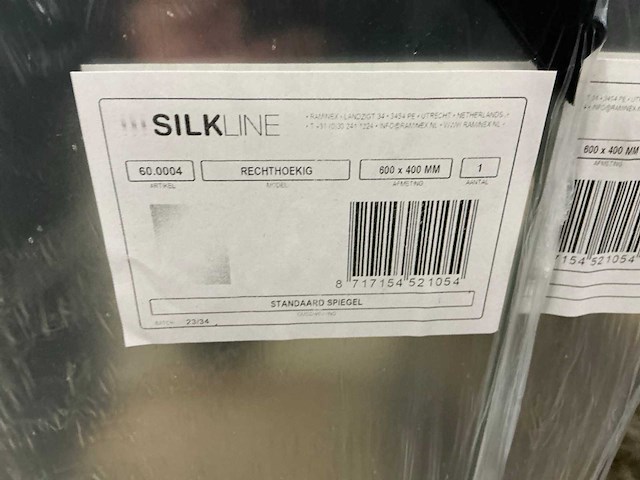 SILKLINE
• RAMINEX • LANDZIGT 34 • 3454 PE • UTRECHT • NETHERLANDS •
60.0004 RECHTHOEKIG 600 x 400 MM 1
ARTIKEL MODEL AFMETING AANTAL
8 717154 521054
STANDAARD SPIEGEL
BATCH 23/34
600 x 400 MM
AFMETING
7154 521054